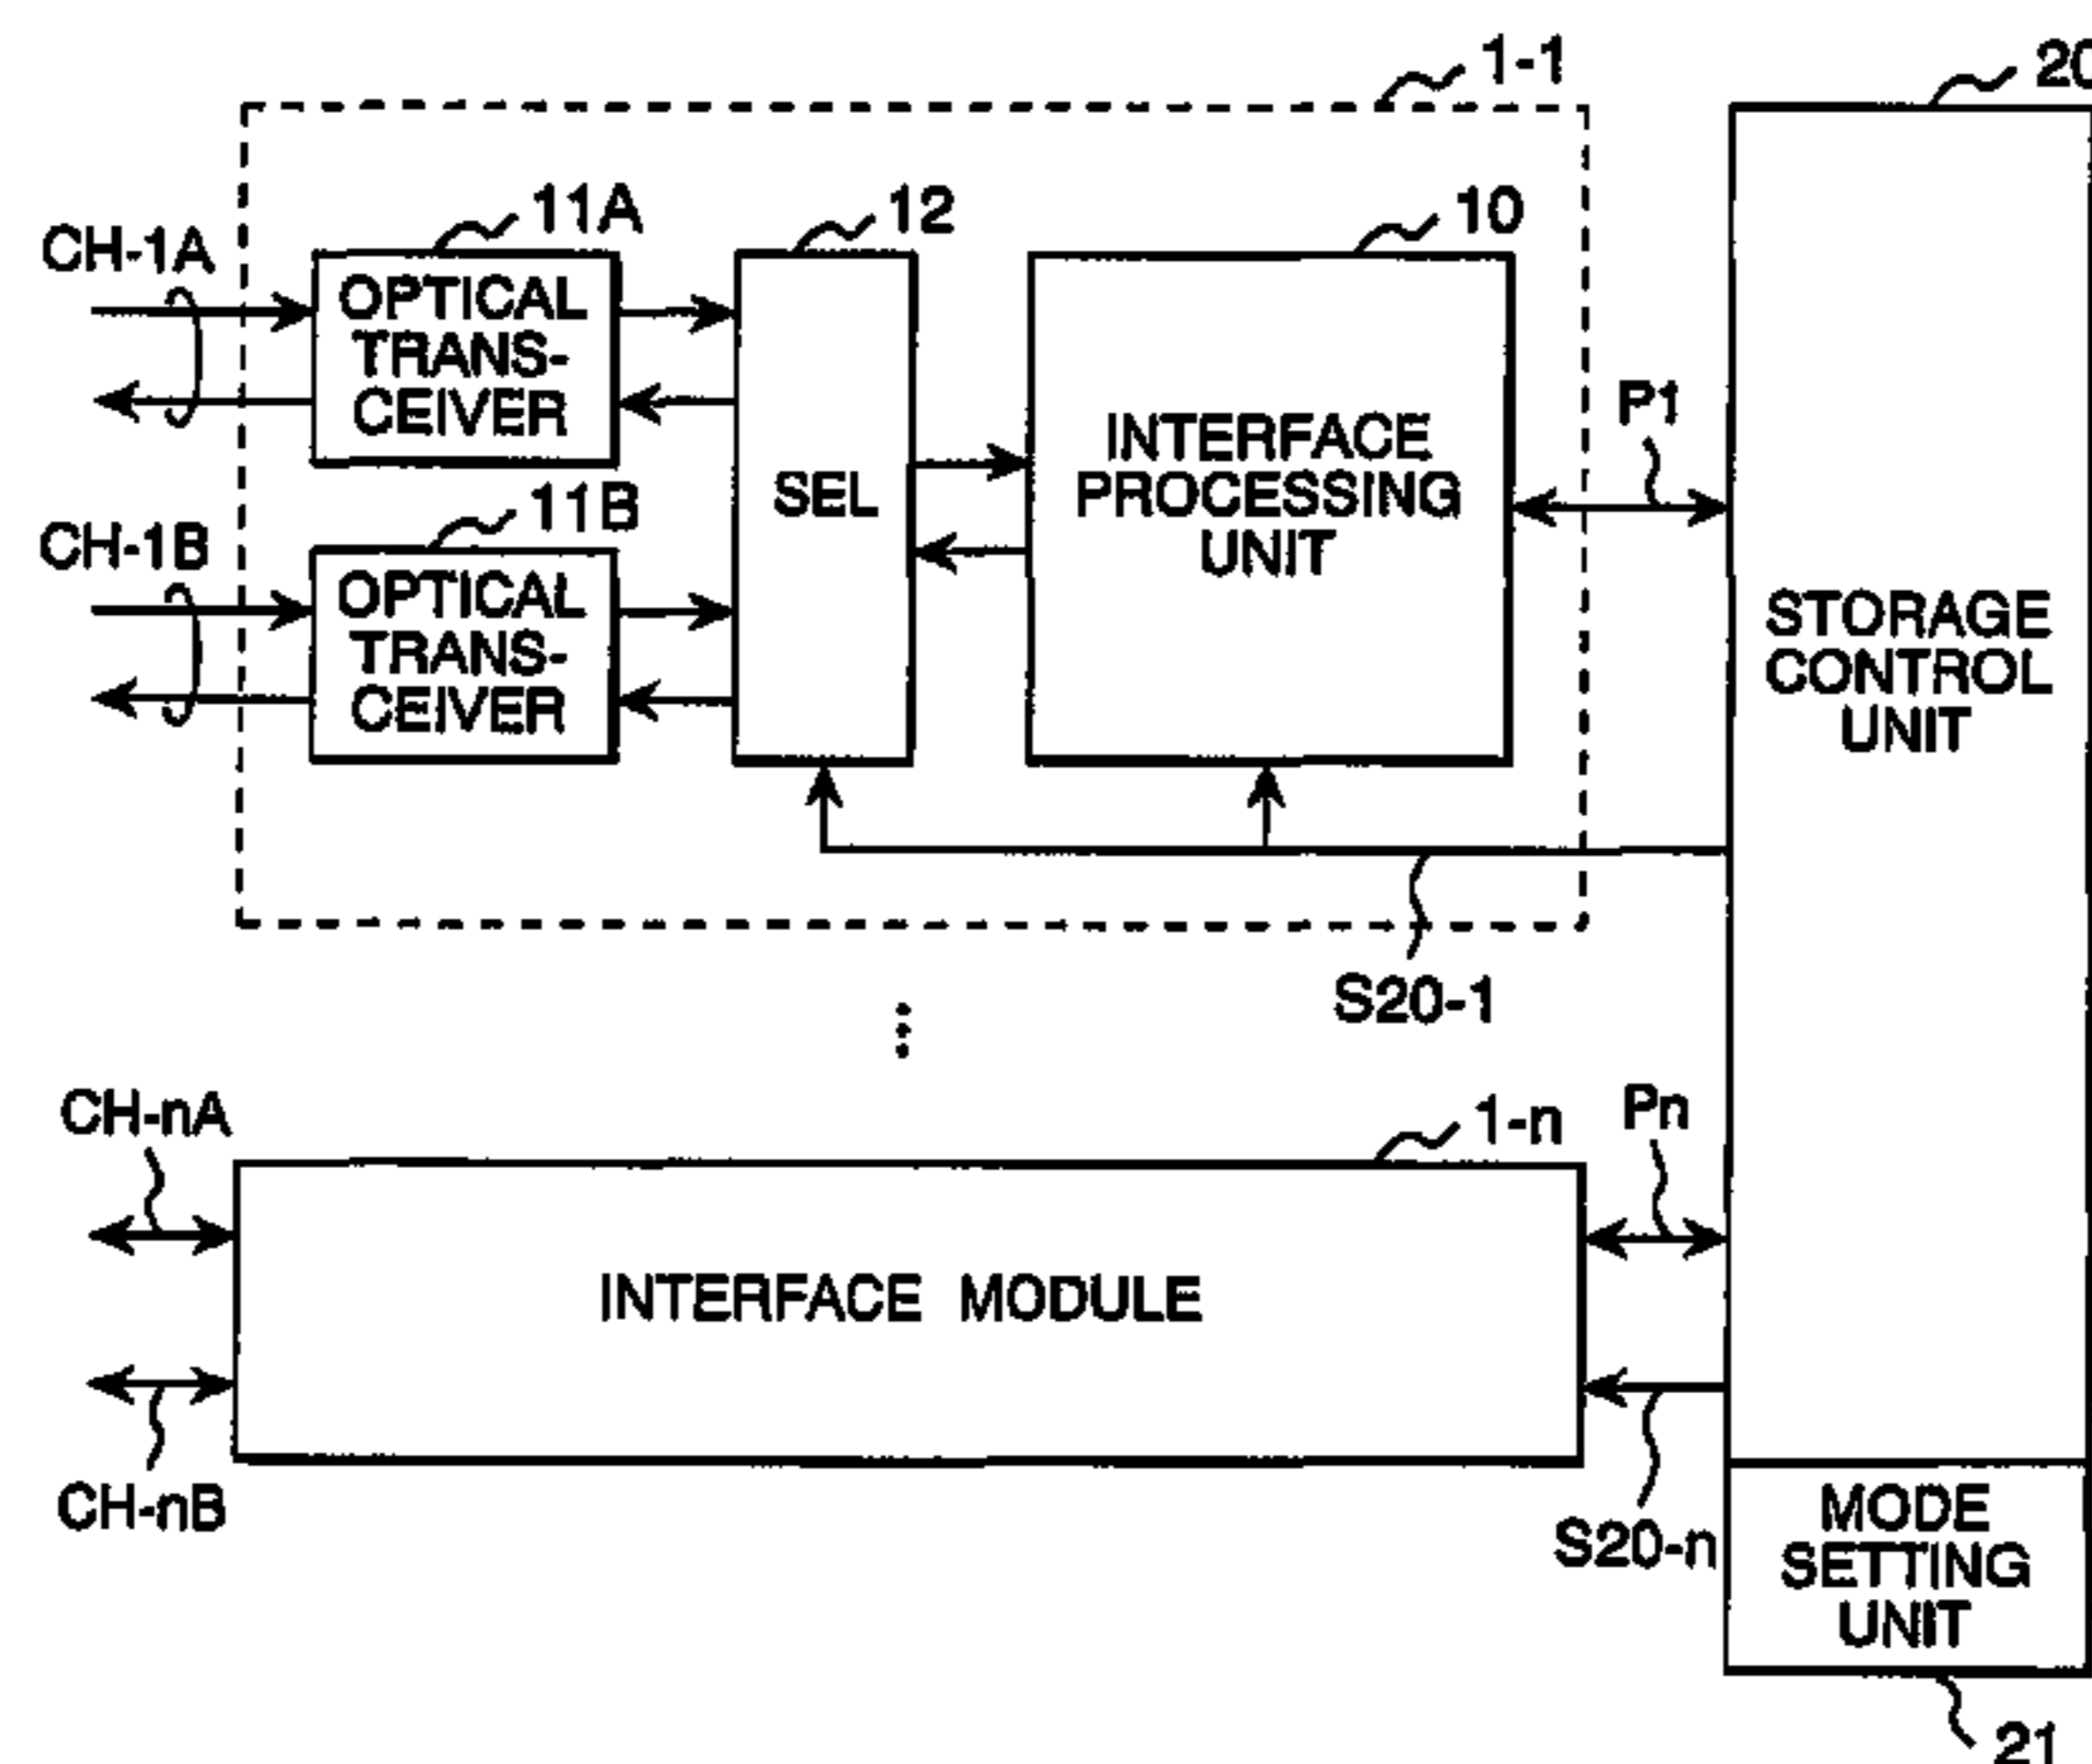 1-1
20
11A
12
10
CH-1A
OPTICAL
TRANS-
CEIVER
P1
INTERFACE
PROCESSING
UNIT
SEL
11B
CH-1B
OPTICAL
TRANS-
CEIVER
STORAGE
CONTROL
UNIT
S20-1
CH-nA
1-n
Pn
INTERFACE MODULE
CH-nB
S20-n
MODE
SETTING
UNIT
21